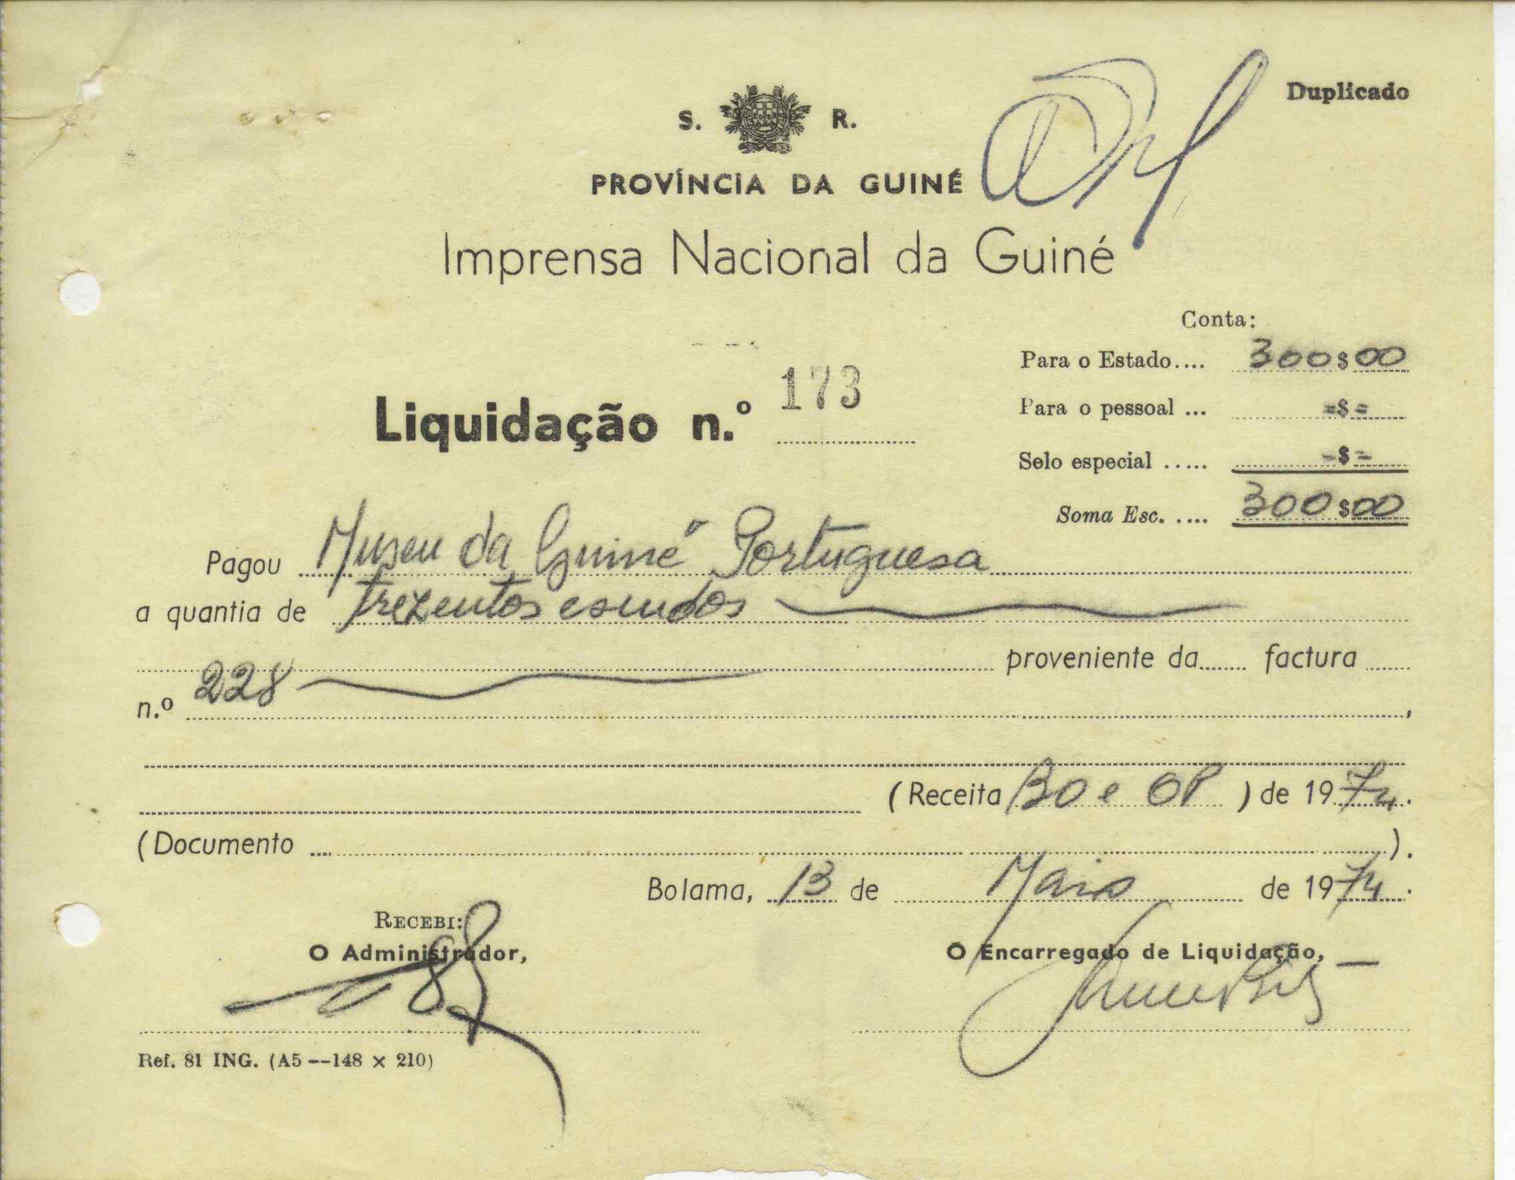 Duplicado
S. R.
PROVÍNCIA DA GUINÉ
Imprensa Nacional da Guiné
Conta:
Para o Estado.... 300$00
Para o pessoal ... =$=
Selo especial ..... -$=
Soma Esc. ..... 300$00
Liquidação n.º 173
Pagou Museu da Guiné Portuguesa
a quantia de trezentos escudos
proveniente da...... factura ......
n.º 228 ,
(Receita BO e OP ) de 1974.
(Documento ... ).
Bolama, 13 de Maio de 1974.
RECEBI:
O Administrador,
O Encarregado de Liquidação,
Ref. 81 ING. (A5--148 × 210)